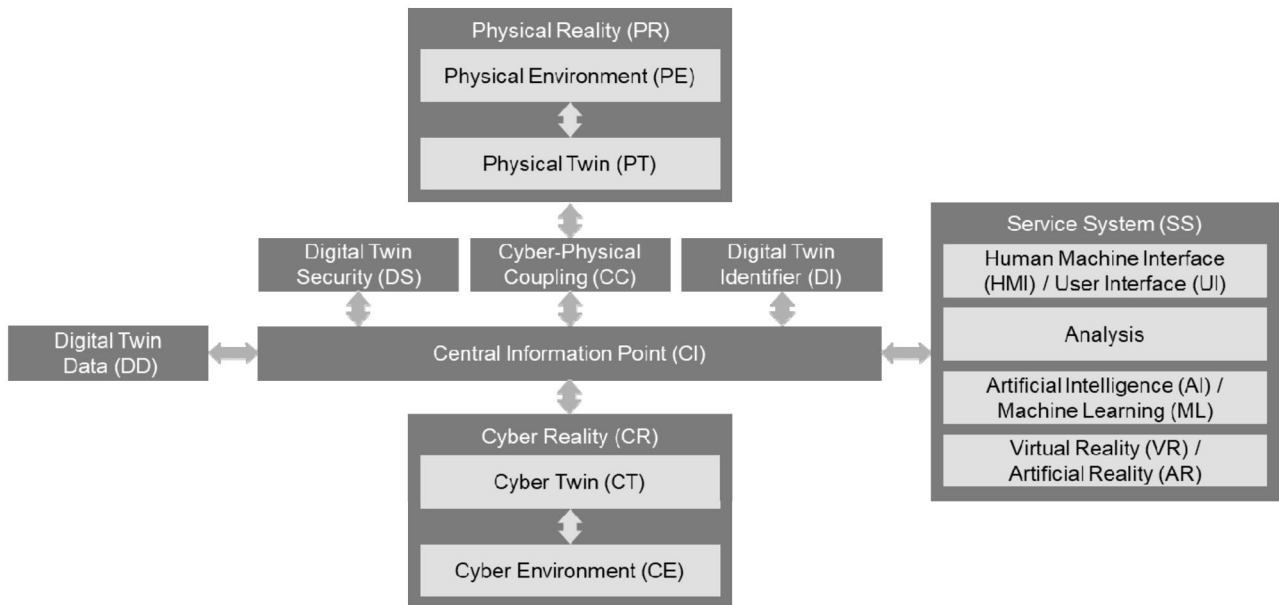 Physical Reality (PR)
Physical Environment (PE)
Physical Twin (PT)
Digital Twin
Security (DS)
Cyber-Physical
Coupling (CC)
Digital Twin
Identifier (DI)
Digital Twin
Data (DD)
Central Information Point (CI)
Cyber Reality (CR)
Cyber Twin (CT)
Cyber Environment (CE)
Service System (SS)
Human Machine Interface
(HMI) / User Interface (UI)
Analysis
Artificial Intelligence (AI) /
Machine Learning (ML)
Virtual Reality (VR) /
Artificial Reality (AR)